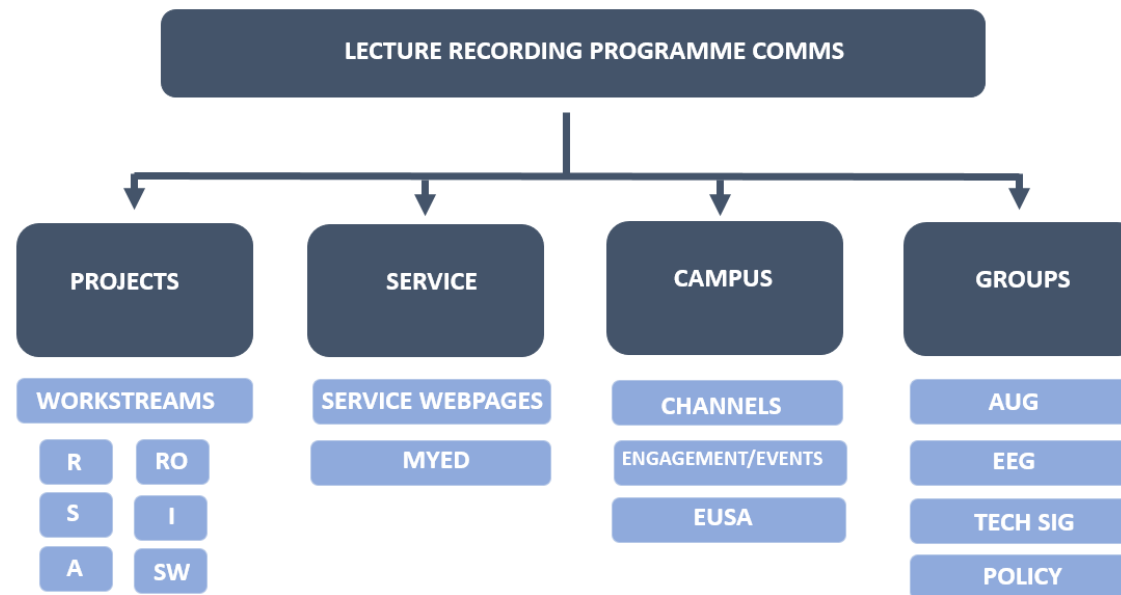 LECTURE RECORDING PROGRAMME COMMS
PROJECTS
SERVICE
CAMPUS
GROUPS
WORKSTREAMS
R
RO
S
I
A
SW
SERVICE WEBPAGES
MYED
CHANNELS
ENGAGEMENT/EVENTS
EUSA
AUG
EEG
TECH SIG
POLICY